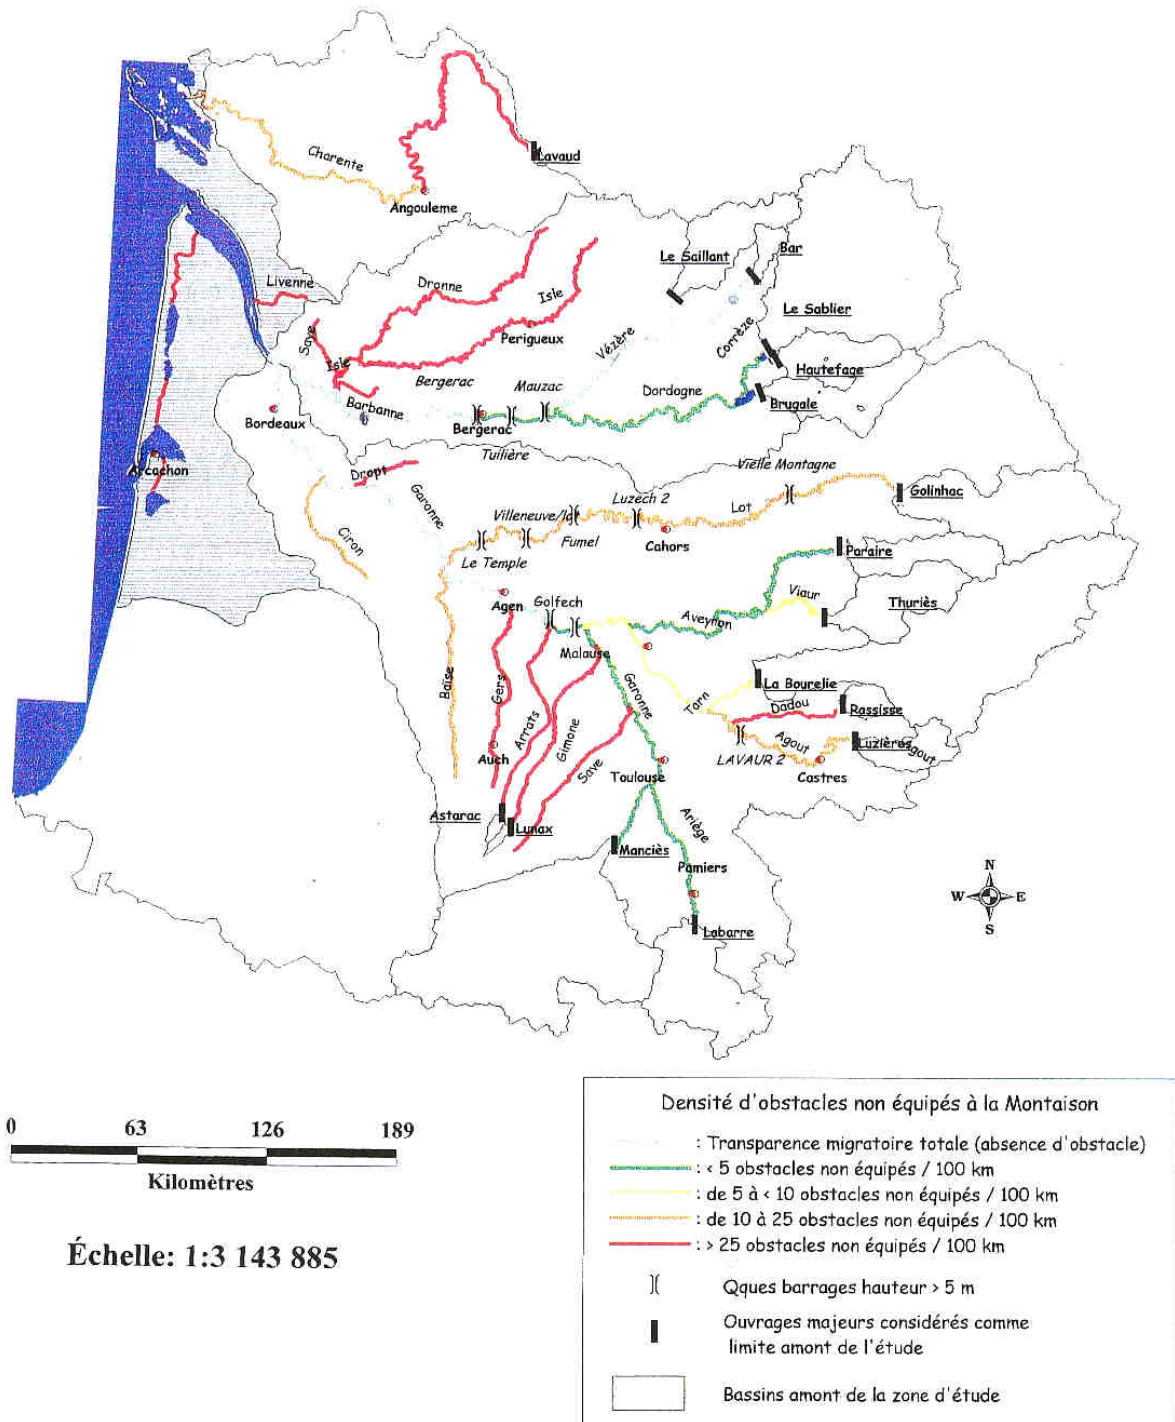 Lavaud
Charente
Angouleme
Bar
Le Saillant
Livenne
Dronne
Isle
Le Sablier
Save
Perigueux
Vézère
Corrèze
Isle
Hautefage
Bergerac
Mauzac
Dordogne
Barbanne
Brugale
Bordeaux
Bergerac
Tuilière
Arcachon
Dropt
Vielle Montagne
Garonne
Luzech 2
Lot
Golinhac
Villeneuve/lot
Ciron
Fumel
Cahors
Le Temple
Paraire
Agen
Golfech
Viaur
Thuriès
Aveyron
Malause
Baïse
Gers
Garonne
Tarn
La Bourelie
Dadou
Rassisse
Arrats
Gimone
Agout
Luzières
Agout
Auch
Save
LAVAUR 2
Castres
Toulouse
Astarac
Lunax
Ariège
Manciès
Pamiers
Labarre
N
W E
S
0 63 126 189
Kilomètres
Échelle: 1:3 143 885
Densité d'obstacles non équipés à la Montaison
: Transparence migratoire totale (absence d'obstacle)
: < 5 obstacles non équipés / 100 km
: de 5 à < 10 obstacles non équipés / 100 km
: de 10 à 25 obstacles non équipés / 100 km
: > 25 obstacles non équipés / 100 km
Qques barrages hauteur > 5 m
Ouvrages majeurs considérés comme
limite amont de l'étude
Bassins amont de la zone d'étude